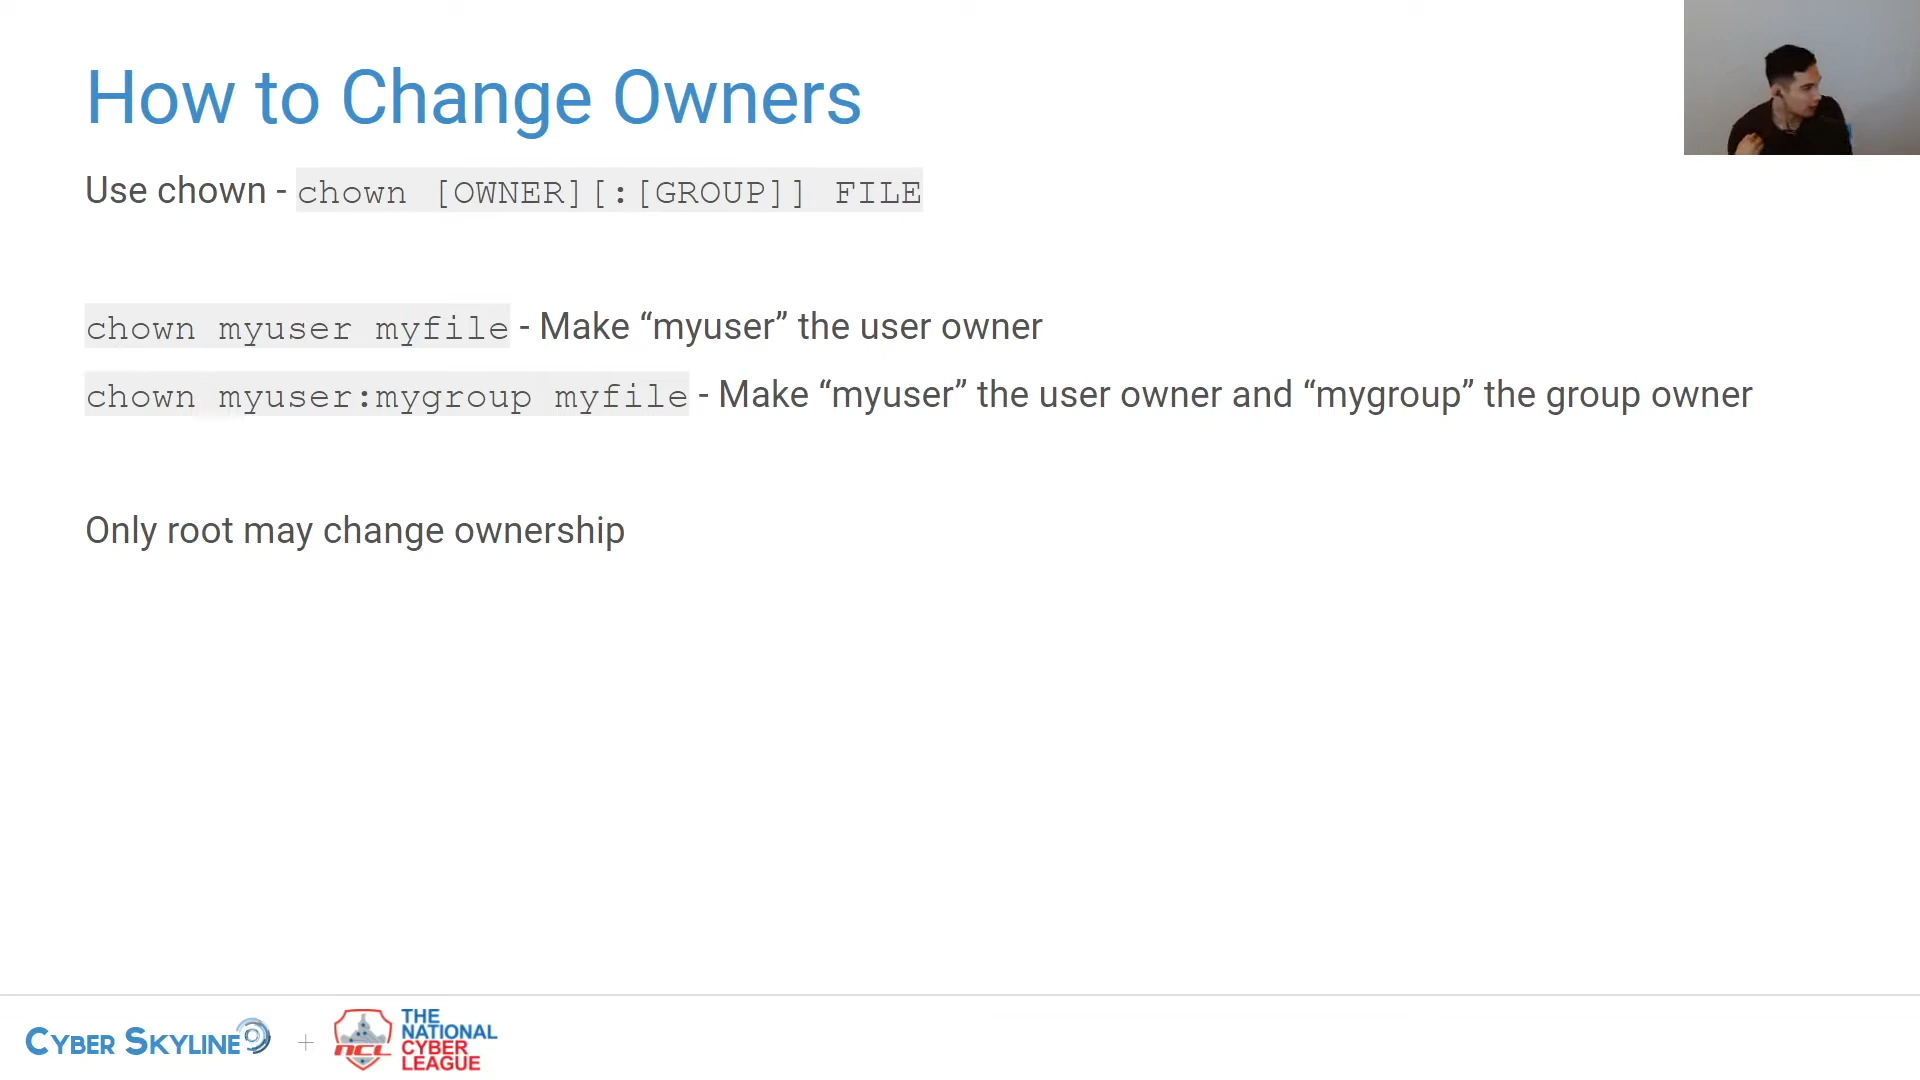 How to Change Owners
Use chown - chown [OWNER][:[GROUP]] FILE
chown myuser myfile - Make “myuser” the user owner
chown myuser:mygroup myfile - Make “myuser” the user owner and “mygroup” the group owner
Only root may change ownership
CYBER SKYLINE + NCL
THE
NATIONAL
CYBER
LEAGUE